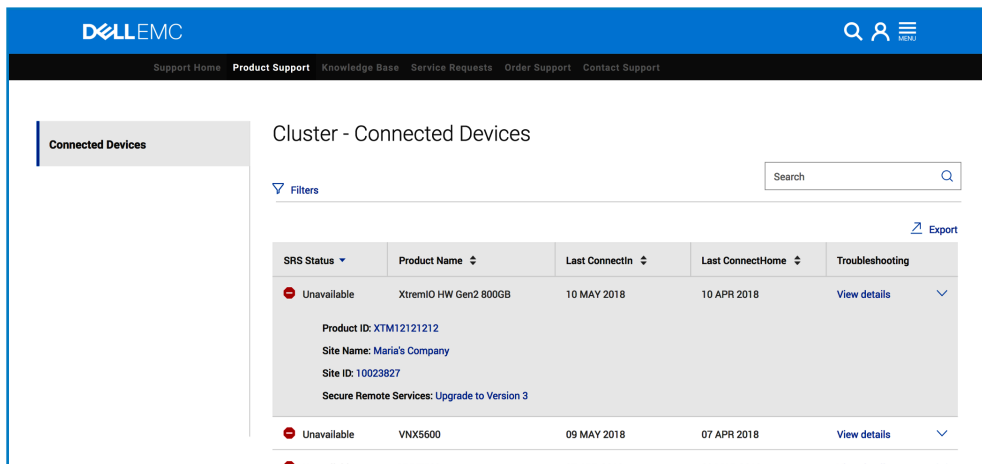 DELLEMC
MENU
Support Home Product Support Knowledge Base Service Requests Order Support Contact Support
Connected Devices
Cluster - Connected Devices
Search
Filters
Export
SRS Status Product Name Last ConnectIn Last ConnectHome Troubleshooting
Unavailable XtremIO HW Gen2 800GB 10 MAY 2018 10 APR 2018 View details
Product ID: XTM12121212
Site Name: Maria's Company
Site ID: 10023827
Secure Remote Services: Upgrade to Version 3
Unavailable VNX5600 09 MAY 2018 07 APR 2018 View details